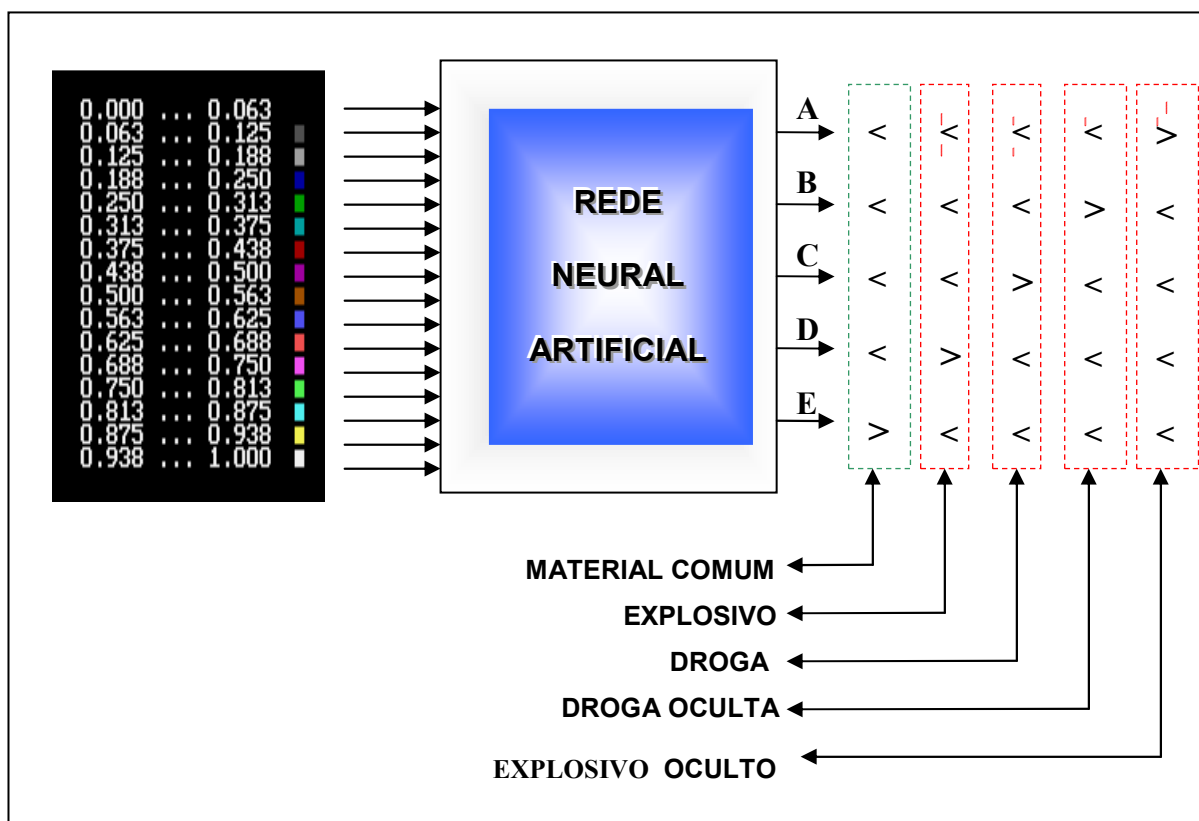 0.000 ... 0.063
0.063 ... 0.125
0.125 ... 0.188
0.188 ... 0.250
0.250 ... 0.313
0.313 ... 0.375
0.375 ... 0.438
0.438 ... 0.500
0.500 ... 0.563
0.563 ... 0.625
0.625 ... 0.688
0.688 ... 0.750
0.750 ... 0.813
0.813 ... 0.875
0.875 ... 0.938
0.938 ... 1.000
REDE
NEURAL
ARTIFICIAL
A < < < < >
B < < < > <
C < < > < <
D < > < < <
E > < < < <
MATERIAL COMUM
EXPLOSIVO
DROGA
DROGA OCULTA
EXPLOSIVO OCULTO